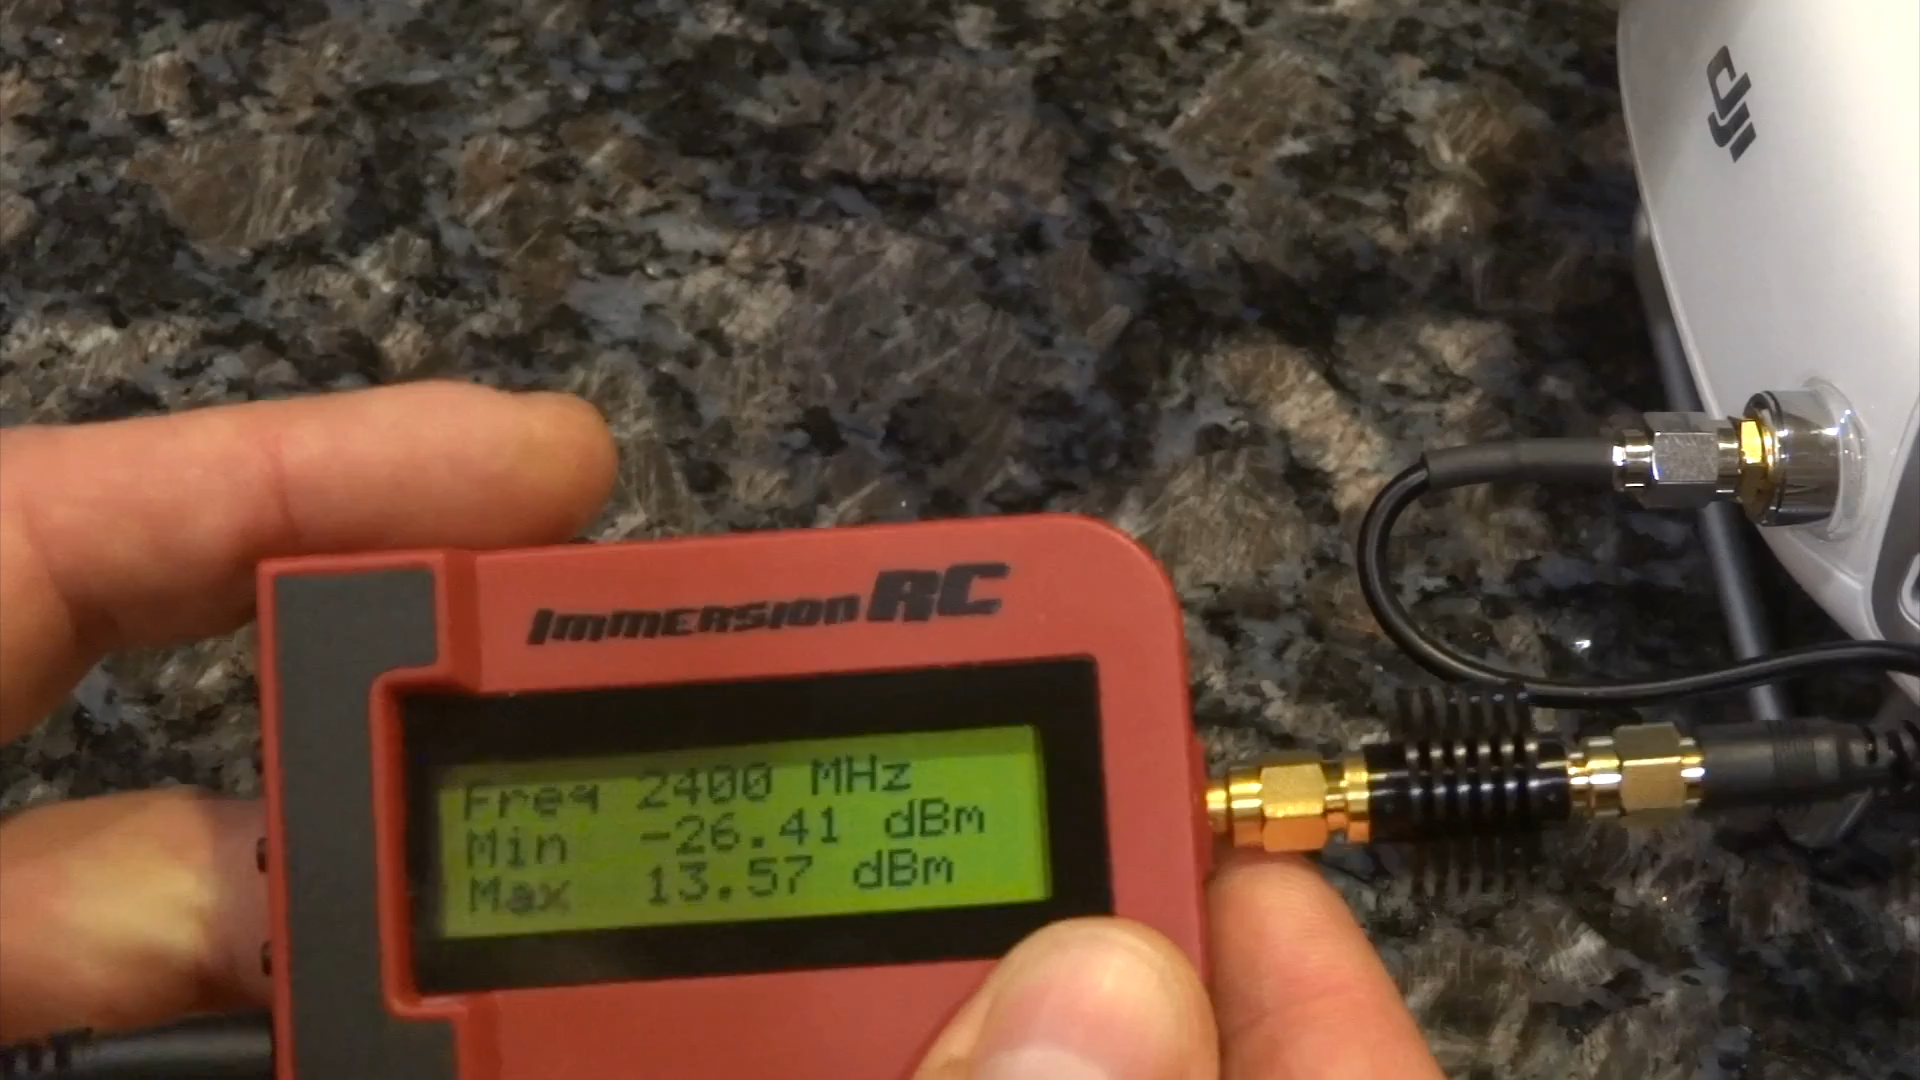 dji
ImmersionRC
Freq 2400 MHz
Min -26.41 dBm
Max 13.57 dBm